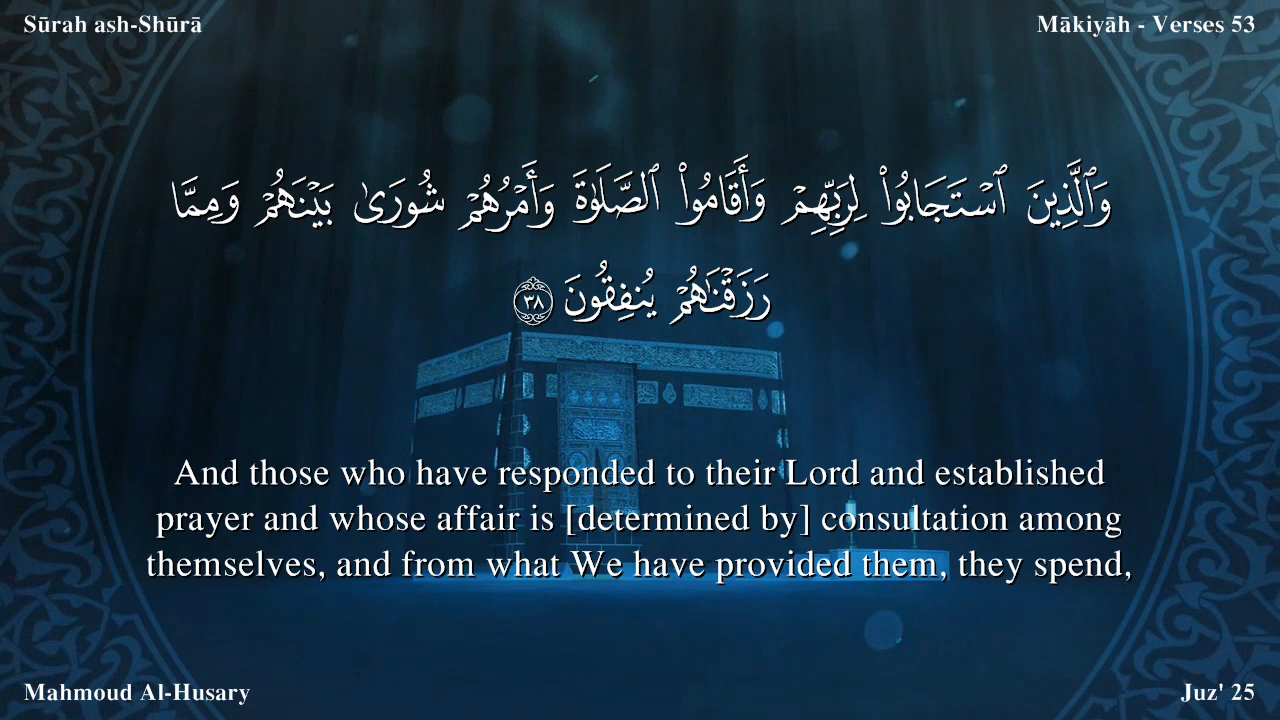 Sūrah ash-Shūrā
Mākiyāh - Verses 53
وَٱلَّذِينَ ٱسْتَجَابُوا۟ لِرَبِّهِمْ وَأَقَامُوا۟ ٱلصَّلَوٰةَ وَأَمْرُهُمْ شُورَىٰ بَيْنَهُمْ وَمِمَّا
رَزَقْنَـٰهُمْ يُنفِقُونَ ٣٨
And those who have responded to their Lord and established
prayer and whose affair is [determined by] consultation among
themselves, and from what We have provided them, they spend,
Mahmoud Al-Husary
Juz' 25